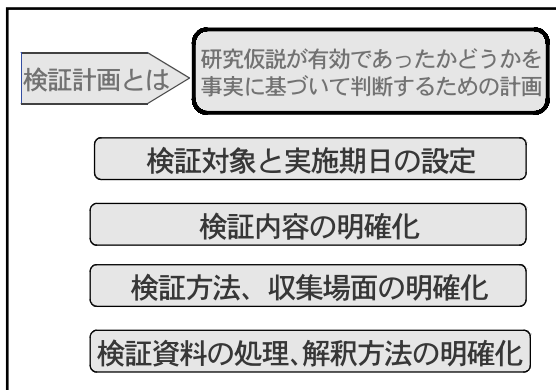 検証計画とは
研究仮説が有効であったかどうかを
事実に基づいて判断するための計画
検証対象と実施期日の設定
検証内容の明確化
検証方法、収集場面の明確化
検証資料の処理、解釈方法の明確化